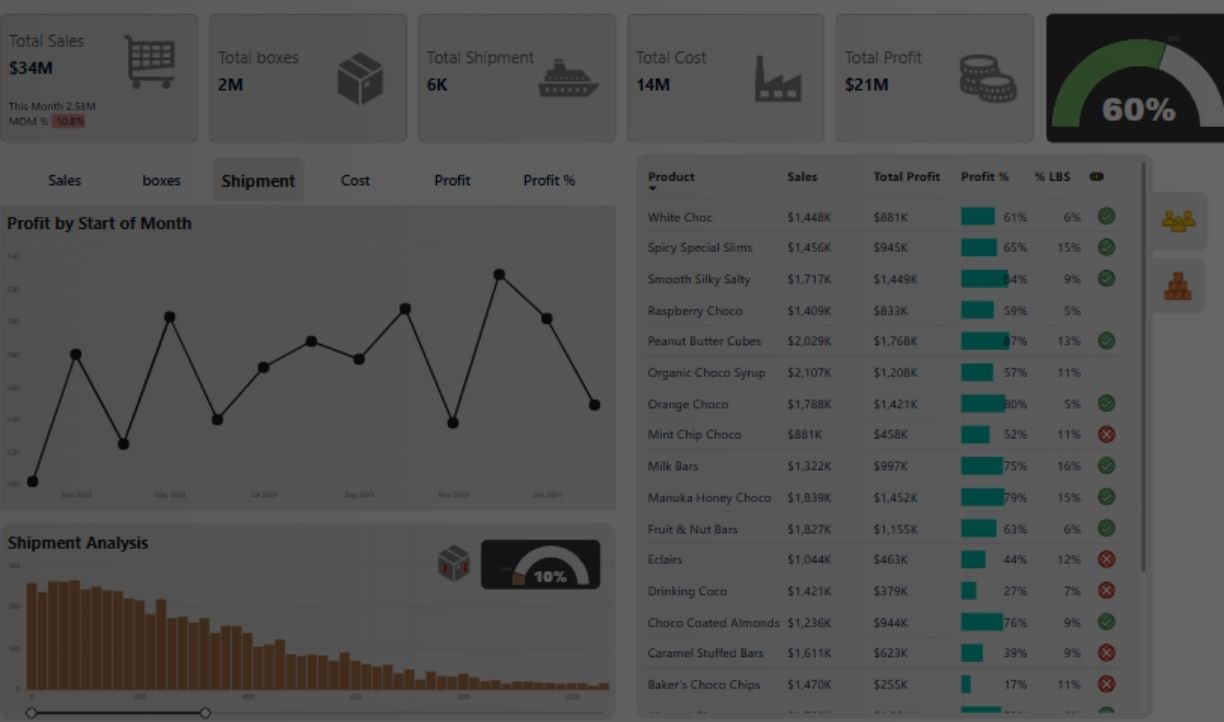 Total Sales
$34M
This Month 2.53M
MOM % -10.8%
Total boxes
2M
Total Shipment
6K
Total Cost
14M
Total Profit
$21M
60%
Sales boxes Shipment Cost Profit Profit %
Profit by Start of Month
Mar 2023 May 2023 Jul 2023 Sep 2023 Nov 2023 Jan 2024
Shipment Analysis
10%
300
200
100
0
0 200 400 600 800 1000
Product Sales Total Profit Profit % % LBS
White Choc $1,448K $881K 61% 6%
Spicy Special Slims $1,456K $945K 65% 15%
Smooth Silky Salty $1,717K $1,449K 84% 9%
Raspberry Choco $1,409K $833K 59% 5%
Peanut Butter Cubes $2,029K $1,768K 87% 13%
Organic Choco Syrup $2,107K $1,208K 57% 11%
Orange Choco $1,788K $1,421K 80% 5%
Mint Chip Choco $881K $458K 52% 11%
Milk Bars $1,322K $997K 75% 16%
Manuka Honey Choco $1,839K $1,452K 79% 15%
Fruit & Nut Bars $1,827K $1,155K 63% 6%
Eclairs $1,044K $463K 44% 12%
Drinking Coco $1,421K $379K 27% 7%
Choco Coated Almonds $1,236K $944K 76% 9%
Caramel Stuffed Bars $1,611K $623K 39% 9%
Baker's Choco Chips $1,470K $255K 17% 11%